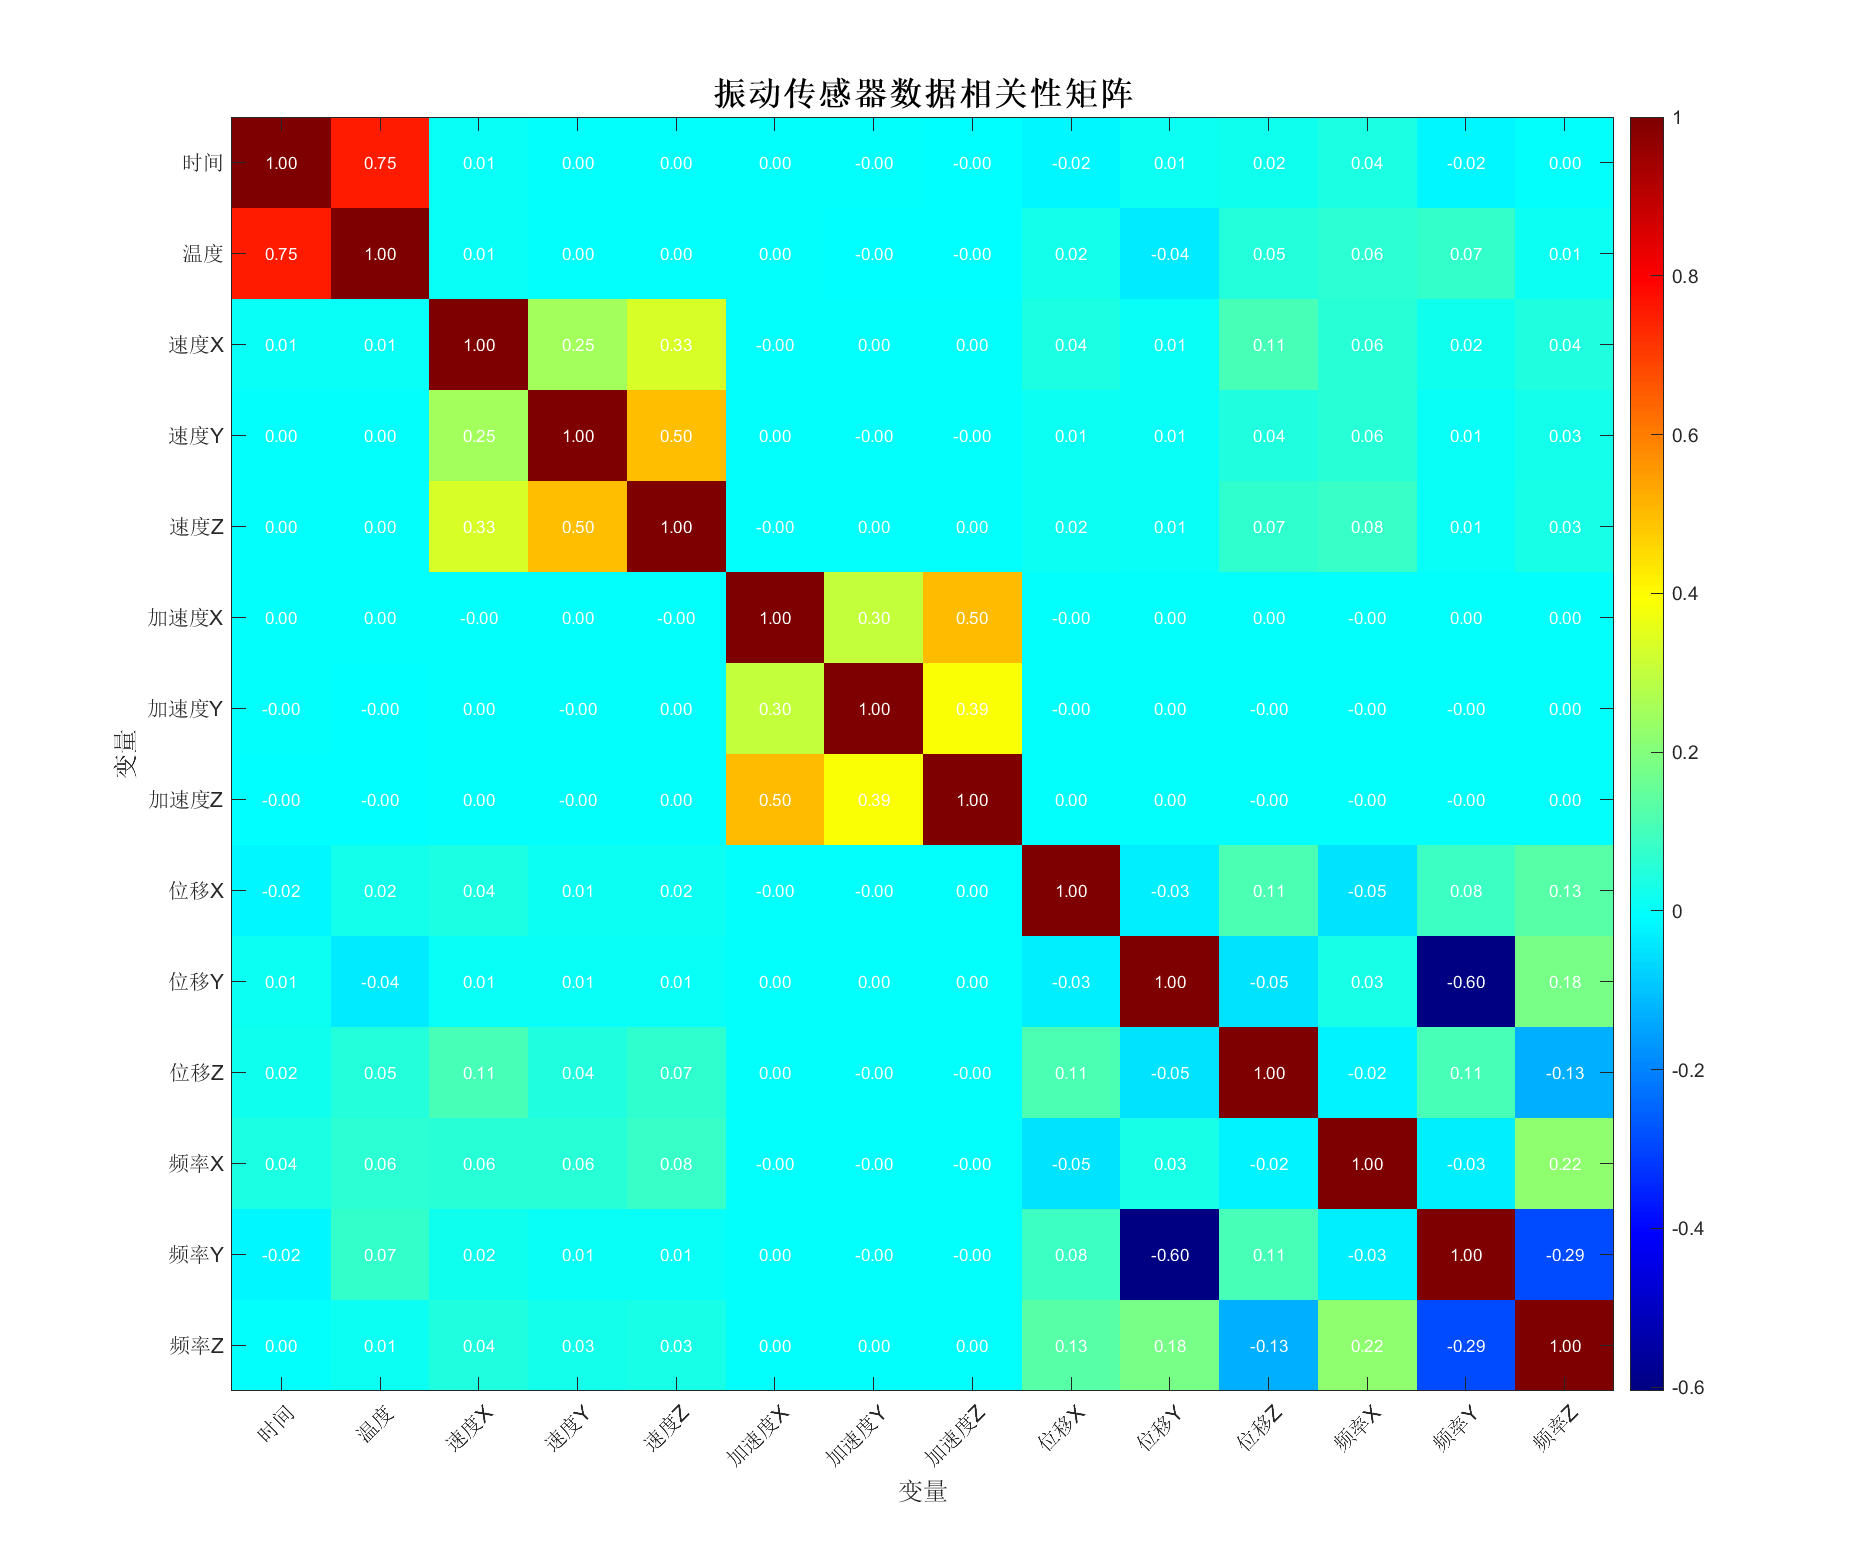 振动传感器数据相关性矩阵
时间 1.00 0.75 0.01 0.00 0.00 0.00 -0.00 -0.00 -0.02 0.01 0.02 0.04 -0.02 0.00
温度 0.75 1.00 0.01 0.00 0.00 0.00 -0.00 -0.00 0.02 -0.04 0.05 0.06 0.07 0.01
速度X 0.01 0.01 1.00 0.25 0.33 -0.00 0.00 0.00 0.04 0.01 0.11 0.06 0.02 0.04
速度Y 0.00 0.00 0.25 1.00 0.50 0.00 -0.00 -0.00 0.01 0.01 0.04 0.06 0.01 0.03
速度Z 0.00 0.00 0.33 0.50 1.00 -0.00 0.00 0.00 0.02 0.01 0.07 0.08 0.01 0.03
加速度X 0.00 0.00 -0.00 0.00 -0.00 1.00 0.30 0.50 -0.00 0.00 0.00 -0.00 0.00 0.00
加速度Y -0.00 -0.00 0.00 -0.00 0.00 0.30 1.00 0.39 -0.00 0.00 -0.00 -0.00 -0.00 0.00
加速度Z -0.00 -0.00 0.00 -0.00 0.00 0.50 0.39 1.00 0.00 0.00 -0.00 -0.00 -0.00 0.00
位移X -0.02 0.02 0.04 0.01 0.02 -0.00 -0.00 0.00 1.00 -0.03 0.11 -0.05 0.08 0.13
位移Y 0.01 -0.04 0.01 0.01 0.01 0.00 0.00 0.00 -0.03 1.00 -0.05 0.03 -0.60 0.18
位移Z 0.02 0.05 0.11 0.04 0.07 0.00 -0.00 -0.00 0.11 -0.05 1.00 -0.02 0.11 -0.13
频率X 0.04 0.06 0.06 0.06 0.08 -0.00 -0.00 -0.00 -0.05 0.03 -0.02 1.00 -0.03 0.22
频率Y -0.02 0.07 0.02 0.01 0.01 0.00 -0.00 -0.00 0.08 -0.60 0.11 -0.03 1.00 -0.29
频率Z 0.00 0.01 0.04 0.03 0.03 0.00 0.00 0.00 0.13 0.18 -0.13 0.22 -0.29 1.00
时间 温度 速度X 速度Y 速度Z 加速度X 加速度Y 加速度Z 位移X 位移Y 位移Z 频率X 频率Y 频率Z
变量
变量
1
0.8
0.6
0.4
0.2
0
-0.2
-0.4
-0.6